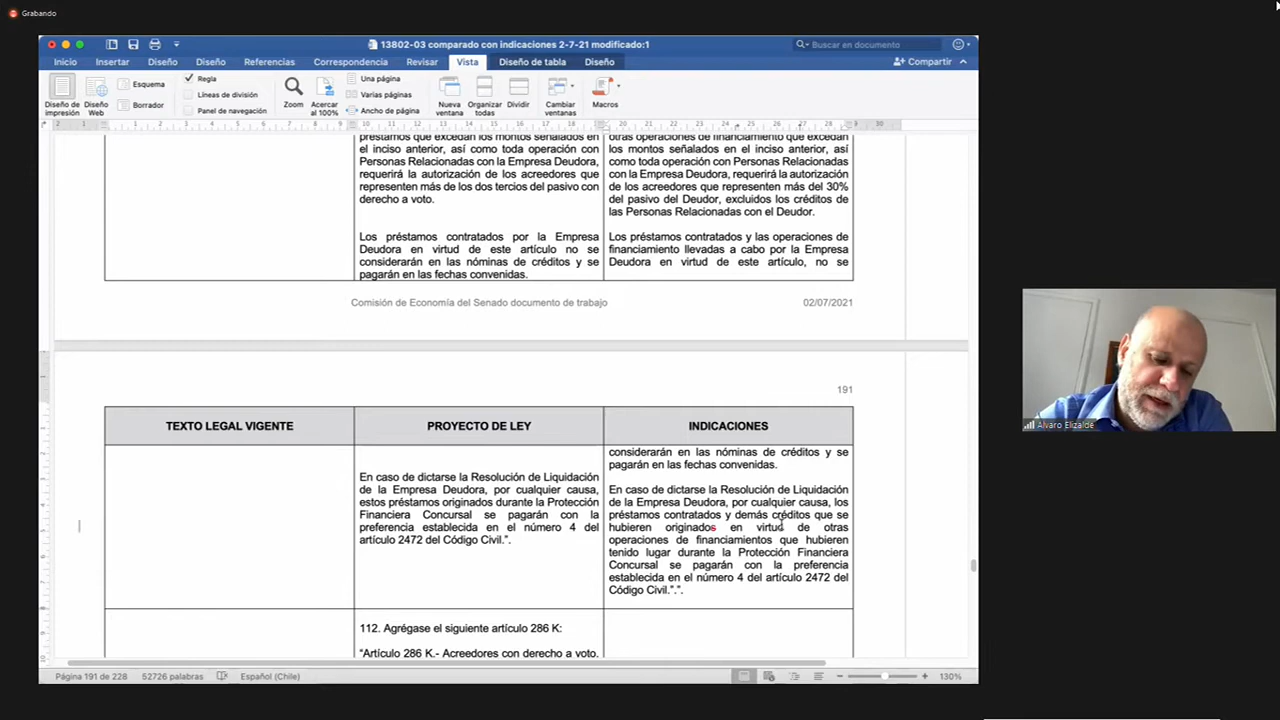 Grabando
13802-03 comparado con indicaciones 2-7-21 modificado:1
Buscar en documento
Inicio Insertar Diseño Diseño Referencias Correspondencia Revisar Vista Diseño de tabla Diseño
Compartir
Diseño de impresión
Diseño Web
Esquema
Borrador
Regla
Líneas de división
Panel de navegación
Zoom
Acercar al 100%
Una página
Varias páginas
Ancho de página
Nueva ventana
Organizar todas
Dividir
Cambiar ventanas
Macros
préstamos que excedan los montos señalados en
el inciso anterior, así como toda operación con
Personas Relacionadas con la Empresa Deudora,
requerirá la autorización de los acreedores que
representen más de los dos tercios del pasivo con
derecho a voto.
Los préstamos contratados por la Empresa
Deudora en virtud de este artículo no se
considerarán en las nóminas de créditos y se
pagarán en las fechas convenidas.
otras operaciones de financiamiento que excedan
los montos señalados en el inciso anterior, así
como toda operación con Personas Relacionadas
con la Empresa Deudora, requerirá la autorización
de los acreedores que representen más del 30%
del pasivo del Deudor, excluidos los créditos de
las Personas Relacionadas con el Deudor.
Los préstamos contratados y las operaciones de
financiamiento llevadas a cabo por la Empresa
Deudora en virtud de este artículo, no se
Comisión de Economía del Senado documento de trabajo 02/07/2021
191
TEXTO LEGAL VIGENTE PROYECTO DE LEY INDICACIONES
En caso de dictarse la Resolución de Liquidación
de la Empresa Deudora, por cualquier causa,
estos préstamos originados durante la Protección
Financiera Concursal se pagarán con la
preferencia establecida en el número 4 del
artículo 2472 del Código Civil.”.
considerarán en las nóminas de créditos y se
pagarán en las fechas convenidas.
En caso de dictarse la Resolución de Liquidación
de la Empresa Deudora, por cualquier causa, los
préstamos contratados y demás créditos que se
hubieren originados en virtud de otras
operaciones de financiamientos que hubieren
tenido lugar durante la Protección Financiera
Concursal se pagarán con la preferencia
establecida en el número 4 del artículo 2472 del
Código Civil.”.”.
112. Agrégase el siguiente artículo 286 K:
“Artículo 286 K.- Acreedores con derecho a voto.
Página 191 de 228 52726 palabras Español (Chile) 130%
Alvaro Elizalde